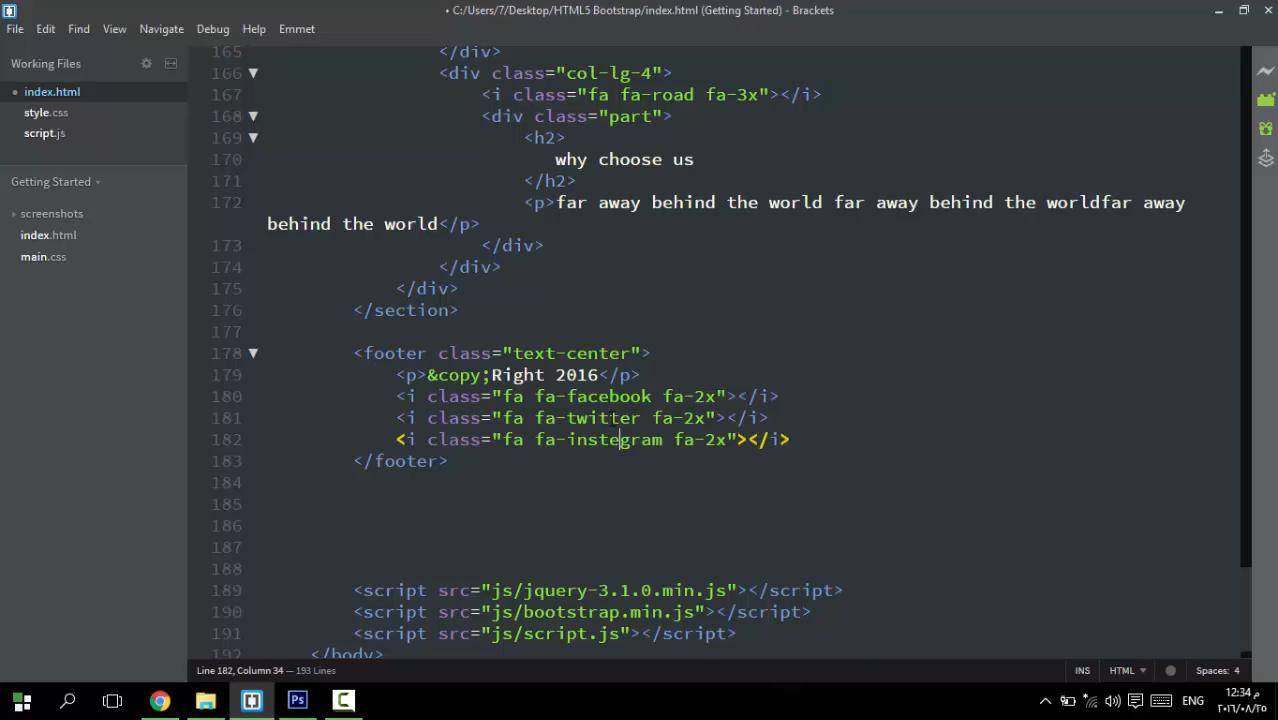 • C:/Users/7/Desktop/HTML5 Bootstrap/index.html (Getting Started) - Brackets
File Edit Find View Navigate Debug Help Emmet
Working Files
index.html
style.css
script.js
Getting Started
screenshots
index.html
main.css
165 </div>
166 <div class="col-lg-4">
167 <i class="fa fa-road fa-3x"></i>
168 <div class="part">
169 <h2>
170 why choose us
171 </h2>
172 <p>far away behind the world far away behind the worldfar away
behind the world</p>
173 </div>
174 </div>
175 </div>
176 </section>
177
178 <footer class="text-center">
179 <p>&copy;Right 2016</p>
180 <i class="fa fa-facebook fa-2x"></i>
181 <i class="fa fa-twitter fa-2x"></i>
182 <i class="fa fa-instegram fa-2x"></i>
183 </footer>
184
185
186
187
188
189 <script src="js/jquery-3.1.0.min.js"></script>
190 <script src="js/bootstrap.min.js"></script>
191 <script src="js/script.js"></script>
192 </body>
Line 182, Column 34 — 193 Lines
INS HTML Spaces: 4
Ps C ENG
12:34 م
٢٠١٦/٠٨/٢٥